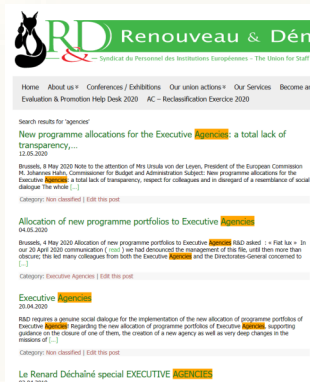 R&D Renouveau & Dém
Syndicat du Personnel des Institutions Européennes - The Union for Staff
Home About us Conferences / Exhibitions Our union actions Our Services Become a
Evaluation & Promotion Help Desk 2020 AC – Reclassification Exercice 2020
Search results for 'agencies'
New programme allocations for the Executive Agencies: a total lack of
transparency,...
12.05.2020
Brussels, 8 May 2020 Note to the attention of Mrs Ursula von der Leyen, President of the European Commission
M. Johannes Hahn, Commissioner for Budget and Administration Subject: New programme allocations for the
Executive Agencies: a total lack of transparency, respect for colleagues and in disregard of a resemblance of social
dialogue The whole [...]
Category: Non classified | Edit this post
Allocation of new programme portfolios to Executive Agencies
04.05.2020
Brussels, 4 May 2020 Allocation of new programme portfolios to Executive Agencies R&D asked : « Fiat lux » In
our 20 April 2020 communication ( read ) we had denounced the management of this file, until then more than
obscure; this led many colleagues from both the Executive Agencies and the Directorates-General concerned to
[...]
Category: Executive Agencies | Edit this post
Executive Agencies
20.04.2020
R&D requires a genuine social dialogue for the implementation of the new allocation of programme portfolios of
Executive Agencies! Regarding the new allocation of programme portfolios of Executive Agencies, supporting
guidance on the closure of one of them, the creation of a new agency as well as very deep changes in the
missions of [...]
Category: Non classified | Edit this post
Le Renard Déchaîné special EXECUTIVE AGENCIES